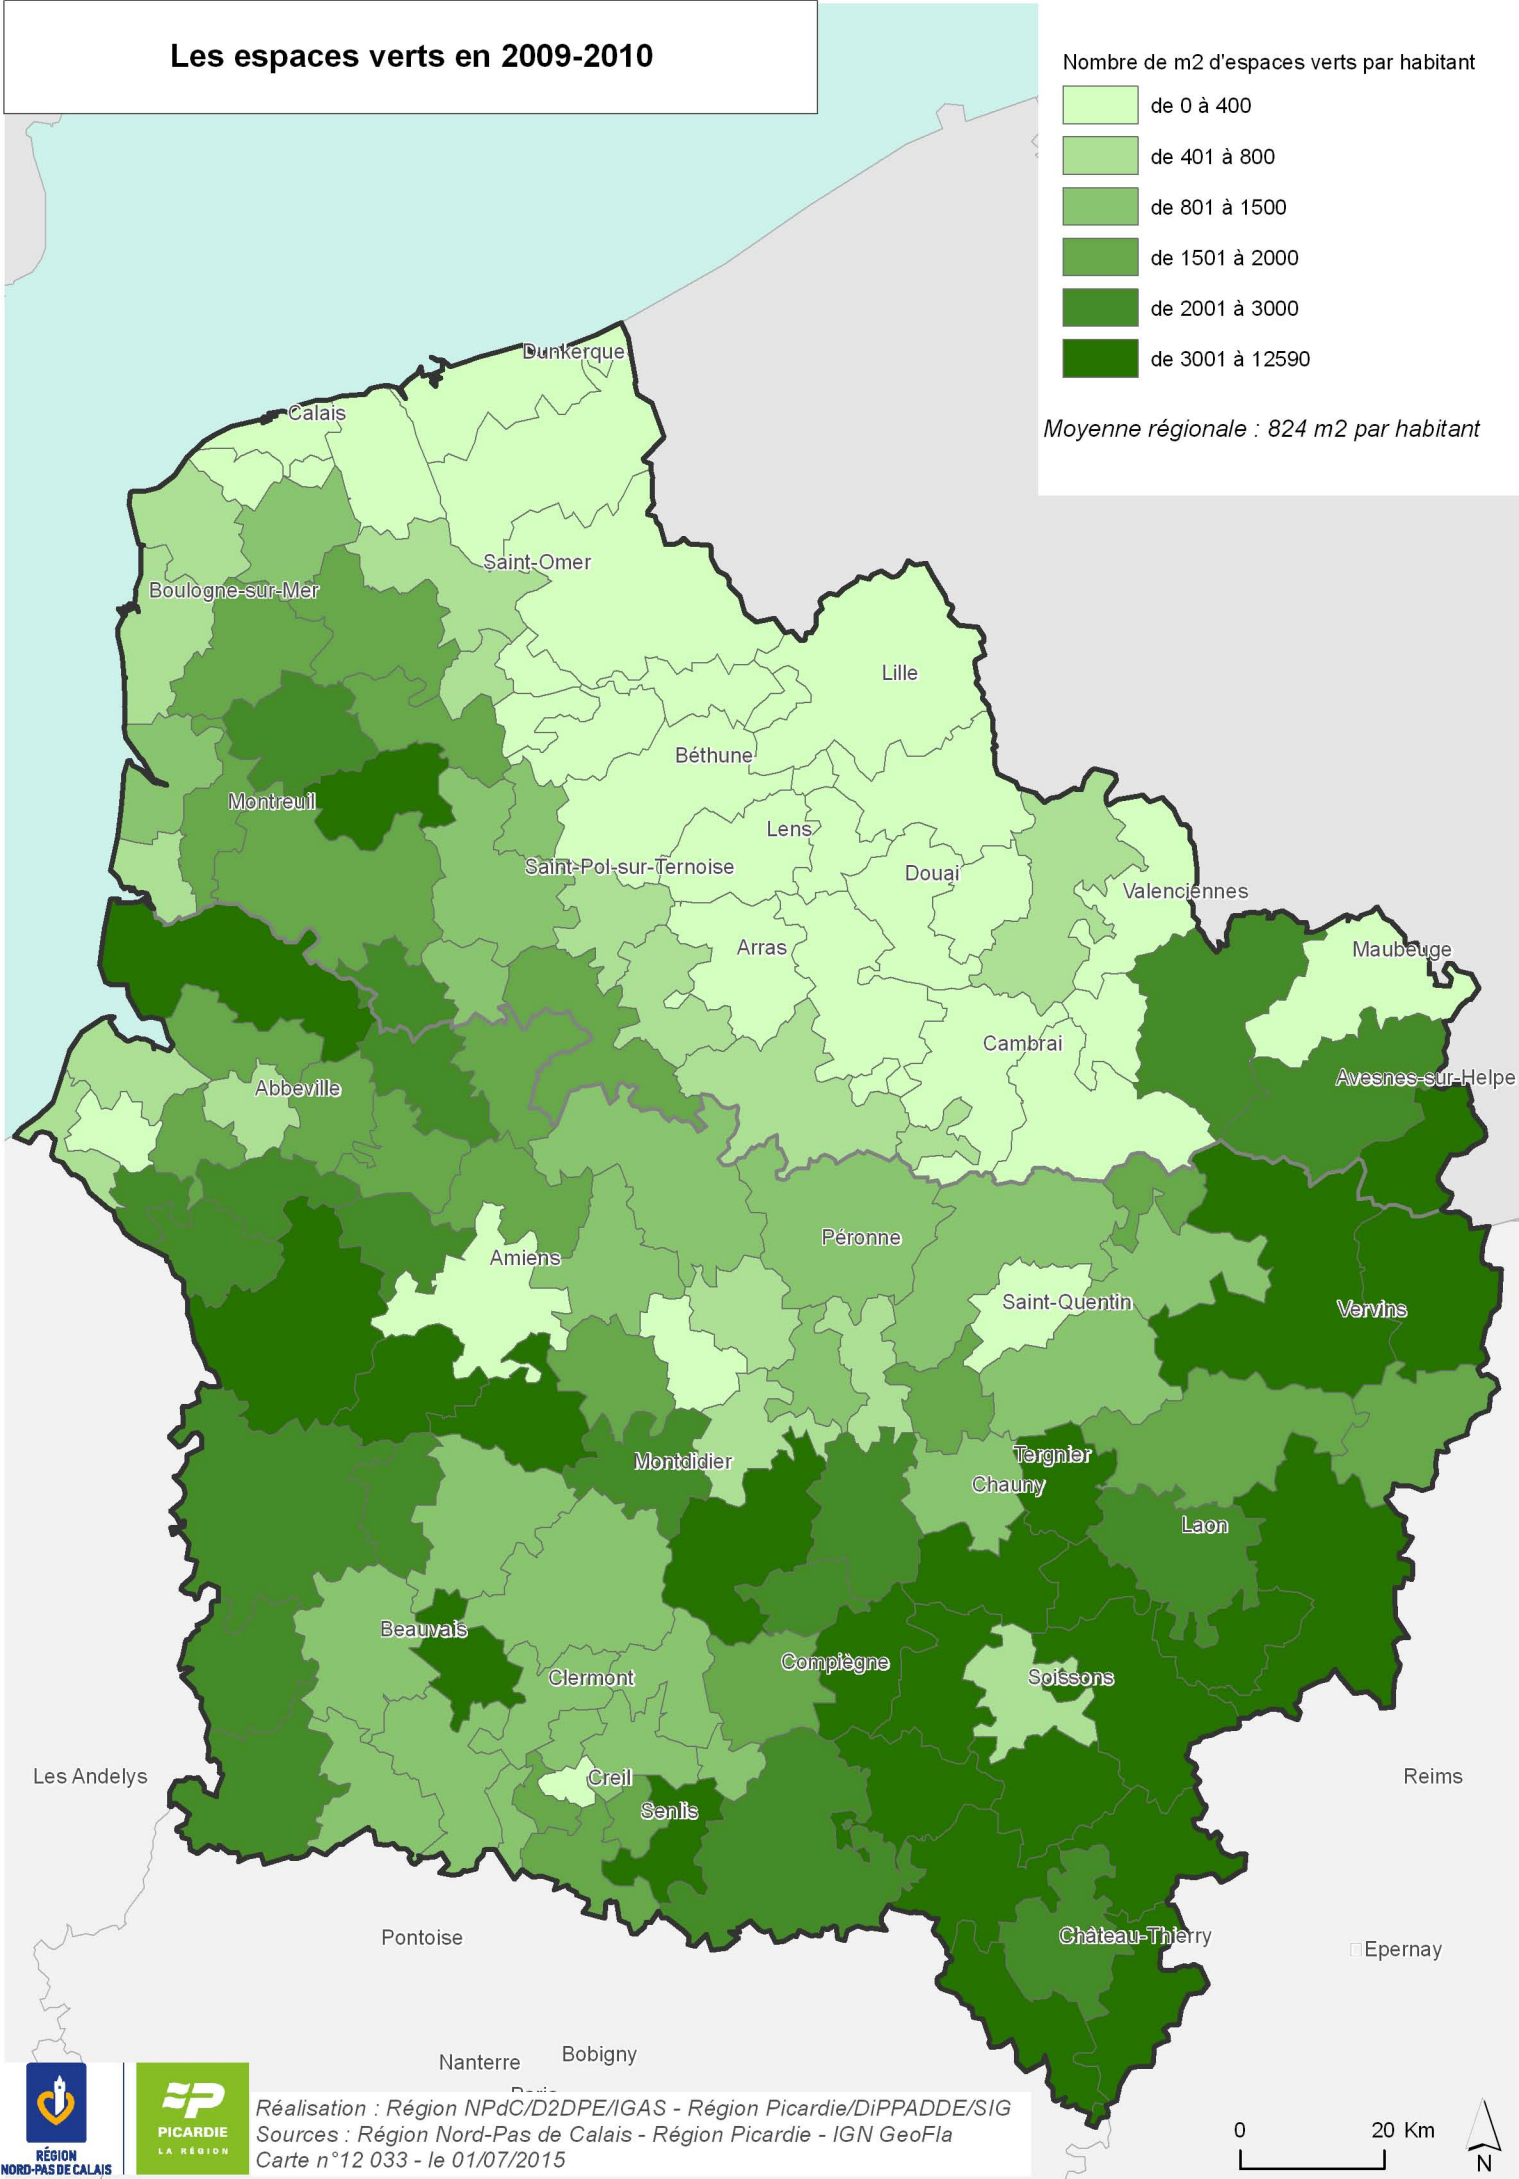 Les espaces verts en 2009-2010
Nombre de m2 d'espaces verts par habitant
de 0 à 400
de 401 à 800
de 801 à 1500
de 1501 à 2000
de 2001 à 3000
de 3001 à 12590
Moyenne régionale : 824 m2 par habitant
Dunkerque
Calais
Saint-Omer
Boulogne-sur-Mer
Lille
Béthune
Montreuil
Lens
Saint-Pol-sur-Ternoise
Douai
Valenciennes
Arras
Maubeuge
Cambrai
Avesnes-sur-Helpe
Abbeville
Péronne
Amiens
Saint-Quentin
Vervins
Montdidier
Tergnier
Chauny
Laon
Beauvais
Compiègne
Clermont
Soissons
Les Andelys
Creil
Reims
Senlis
Château-Thierry
Pontoise
Epernay
Nanterre
Bobigny
Paris
RÉGION
NORD-PAS DE CALAIS
PICARDIE
LA RÉGION
Réalisation : Région NPdC/D2DPE/IGAS - Région Picardie/DiPPADDE/SIG
Sources : Région Nord-Pas de Calais - Région Picardie - IGN GeoFla
Carte n°12 033 - le 01/07/2015
0 20 Km
N